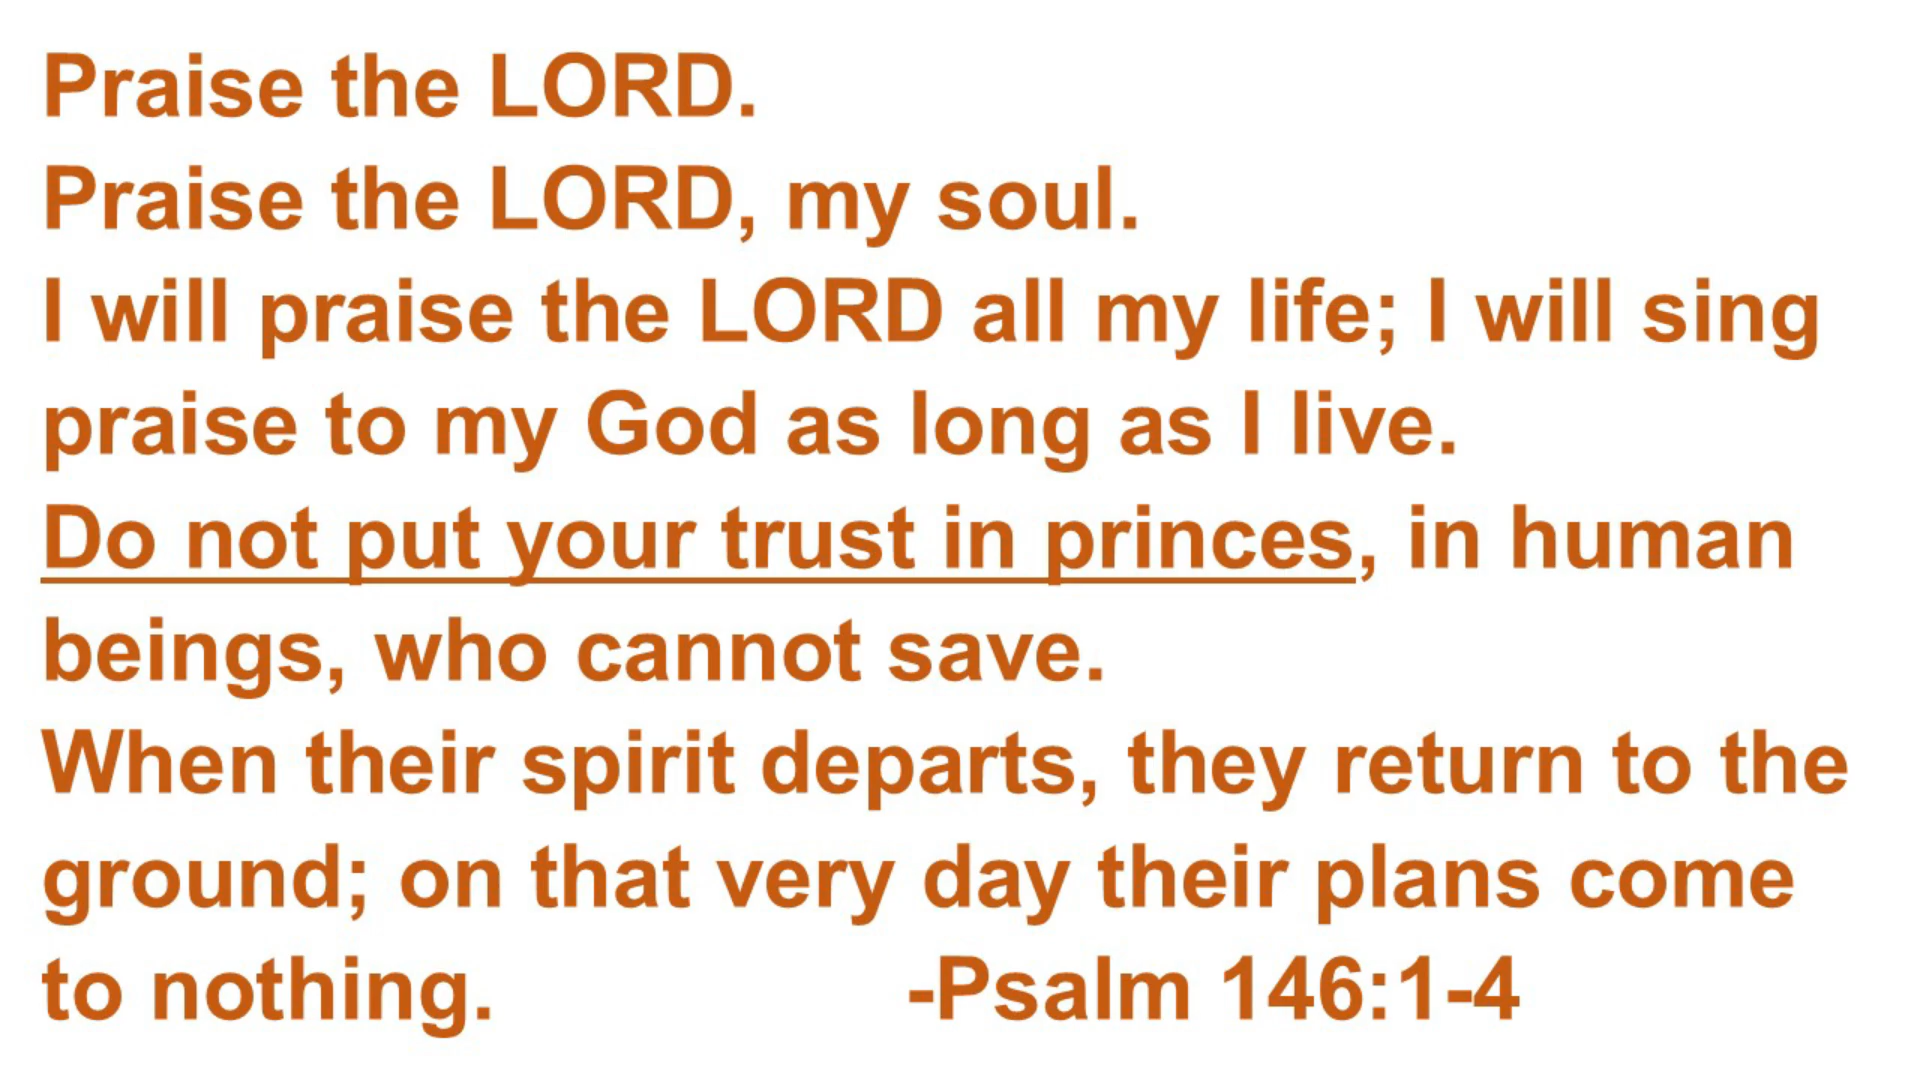 Praise the LORD.
Praise the LORD, my soul.
I will praise the LORD all my life; I will sing
praise to my God as long as I live.
Do not put your trust in princes, in human
beings, who cannot save.
When their spirit departs, they return to the
ground; on that very day their plans come
to nothing. -Psalm 146:1-4